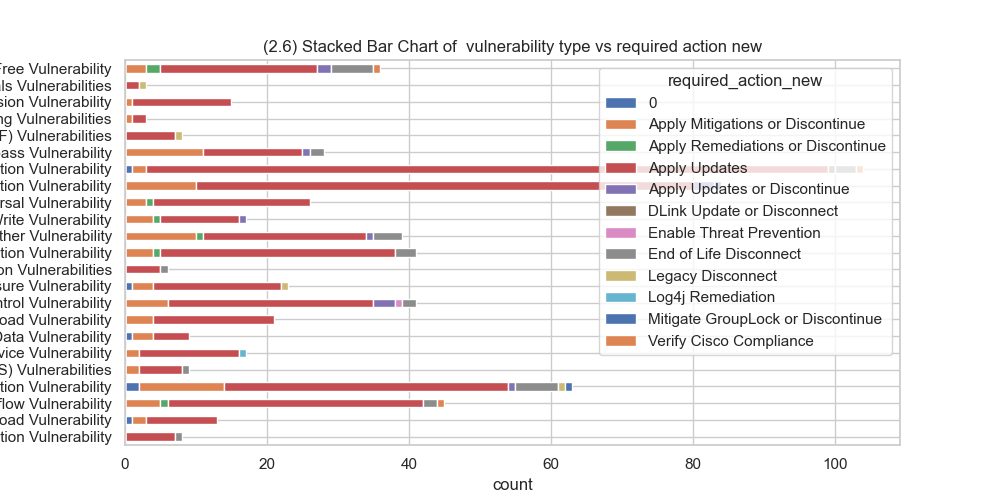 (2.6) Stacked Bar Chart of  vulnerability type vs required action new
Free Vulnerability
ls Vulnerabilities
sion Vulnerability
ng Vulnerabilities
F) Vulnerabilities
pass Vulnerability
tion Vulnerability
tion Vulnerability
ersal Vulnerability
Write Vulnerability
ther Vulnerability
tion Vulnerability
on Vulnerabilities
sure Vulnerability
ntrol Vulnerability
oad Vulnerability
Data Vulnerability
vice Vulnerability
S) Vulnerabilities
tion Vulnerability
flow Vulnerability
oad Vulnerability
tion Vulnerability
required_action_new
0
Apply Mitigations or Discontinue
Apply Remediations or Discontinue
Apply Updates
Apply Updates or Discontinue
DLink Update or Disconnect
Enable Threat Prevention
End of Life Disconnect
Legacy Disconnect
Log4j Remediation
Mitigate GroupLock or Discontinue
Verify Cisco Compliance
0 20 40 60 80 100
count